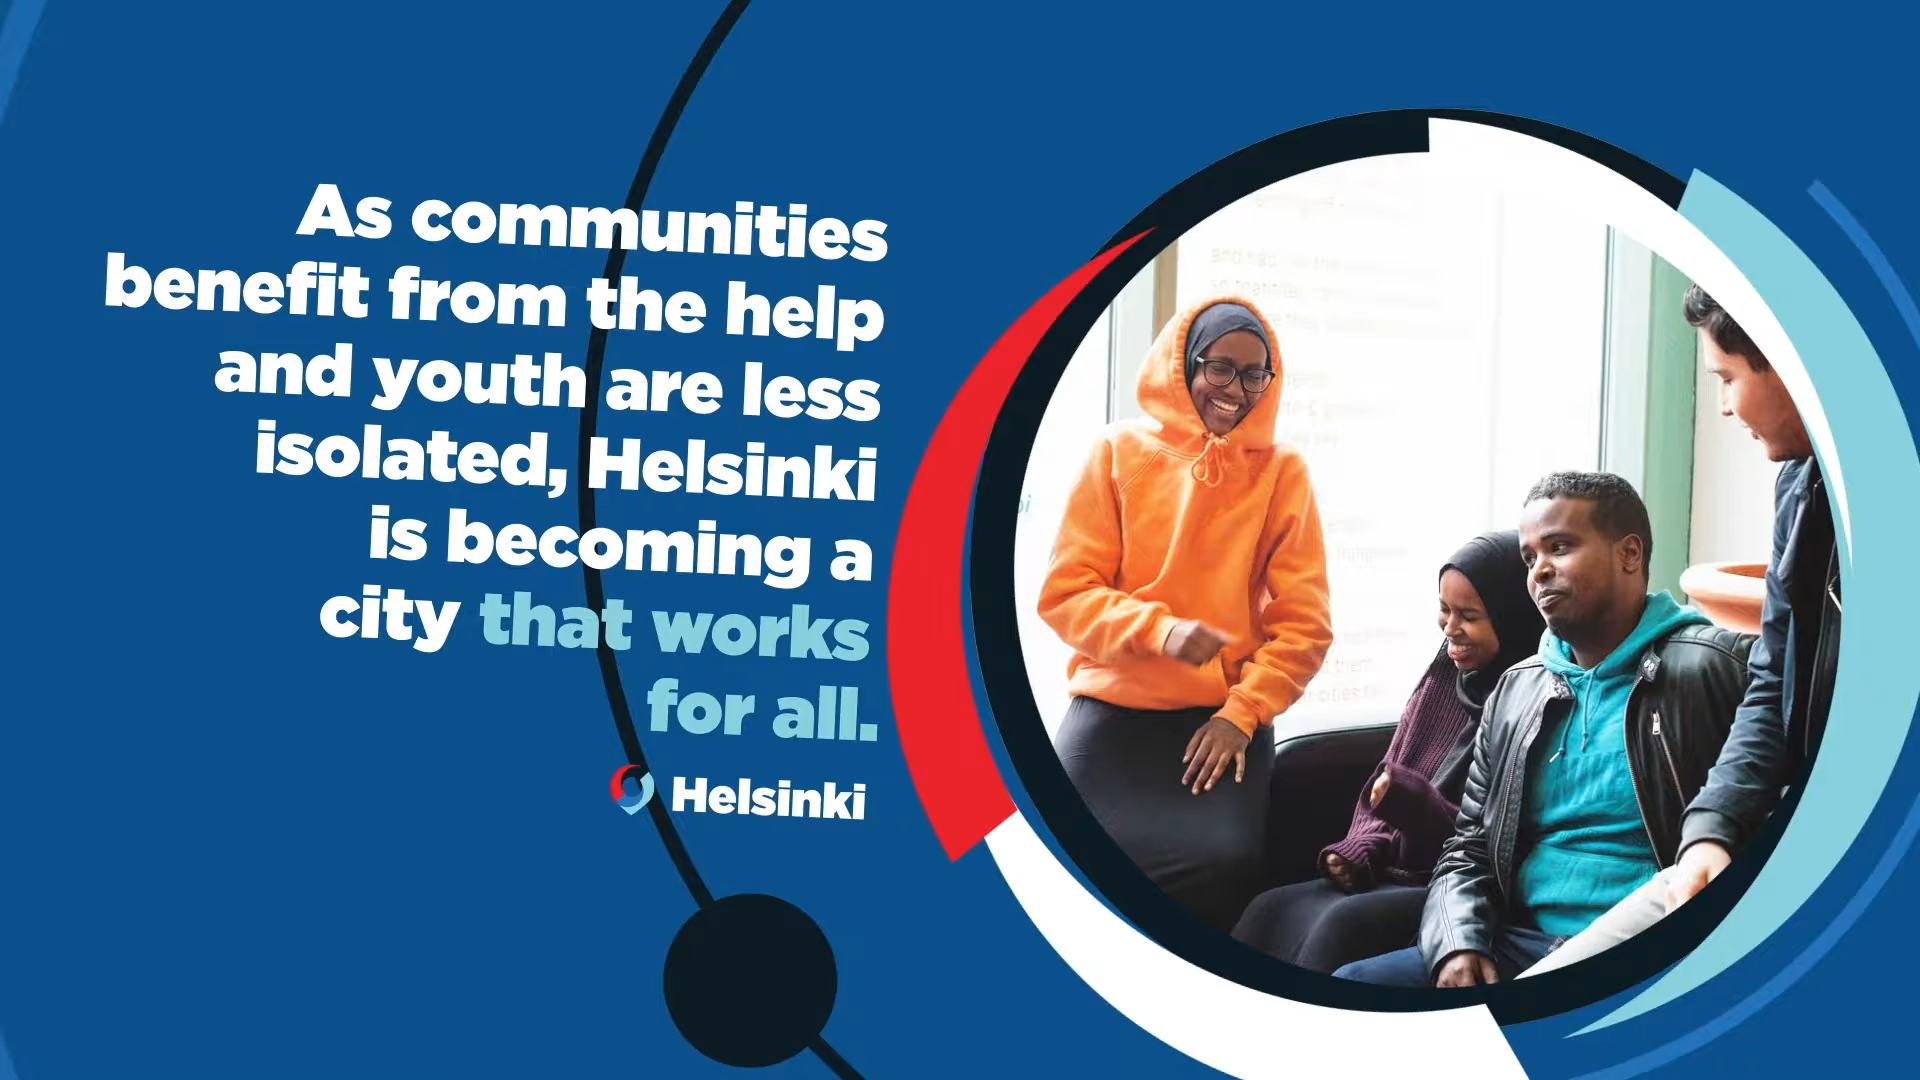 As communities
benefit from the help
and youth are less
isolated, Helsinki
is becoming a
city that works
for all.
Helsinki